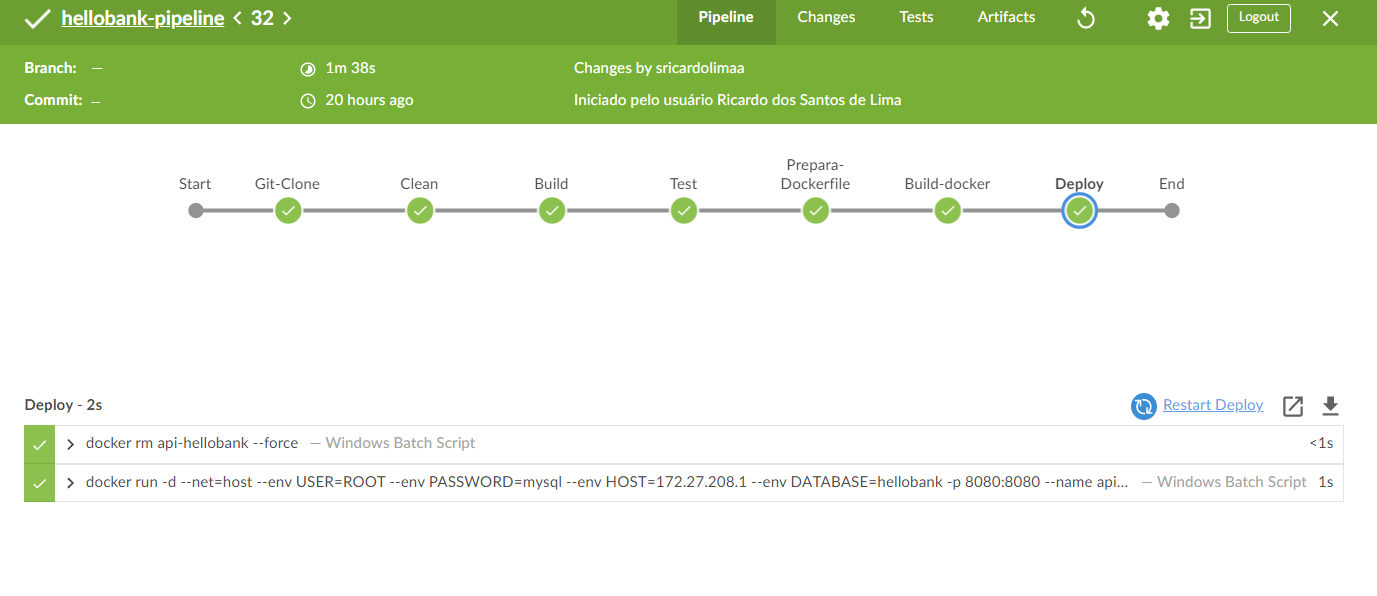 hellobank-pipeline < 32 >
Pipeline Changes Tests Artifacts Logout
Branch: — 1m 38s Changes by sricardolimaa
Commit: – 20 hours ago Iniciado pelo usuário Ricardo dos Santos de Lima
Prepara-
Start Git-Clone Clean Build Test Dockerfile Build-docker Deploy End
Deploy - 2s Restart Deploy
docker rm api-hellobank --force — Windows Batch Script <1s
docker run -d --net=host --env USER=ROOT --env PASSWORD=mysql --env HOST=172.27.208.1 --env DATABASE=hellobank -p 8080:8080 --name api... — Windows Batch Script 1s